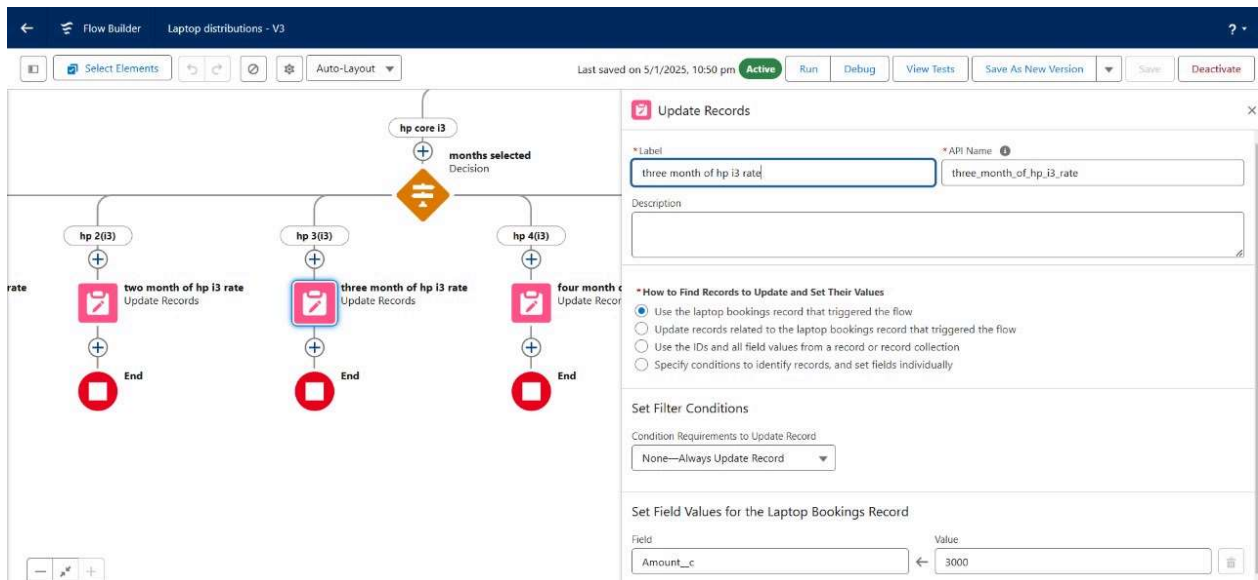 Flow Builder
Laptop distributions - V3
?
Select Elements
Auto-Layout
Last saved on 5/1/2025, 10:50 pm
Active
Run
Debug
View Tests
Save As New Version
Save
Deactivate
hp core i3
months selected
Decision
hp 2(i3)
hp 3(i3)
hp 4(i3)
rate
two month of hp i3 rate
Update Records
three month of hp i3 rate
Update Records
four month
Update Recor
End
End
End
Update Records
*Label
three month of hp i3 rate
*API Name
three_month_of_hp_i3_rate
Description
*How to Find Records to Update and Set Their Values
Use the laptop bookings record that triggered the flow
Update records related to the laptop bookings record that triggered the flow
Use the IDs and all field values from a record or record collection
Specify conditions to identify records, and set fields individually
Set Filter Conditions
Condition Requirements to Update Record
None—Always Update Record
Set Field Values for the Laptop Bookings Record
Field
Value
Amount__c
3000